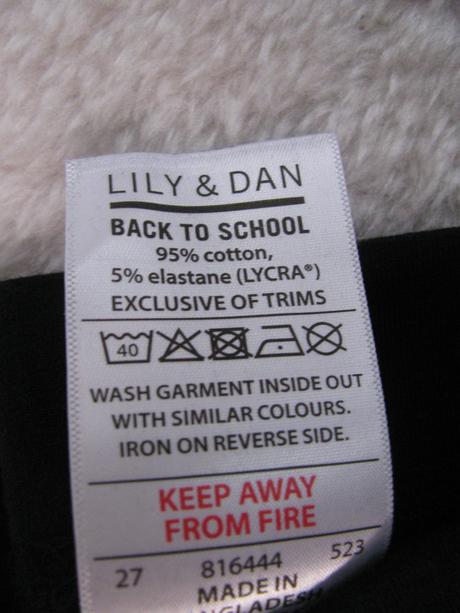 LILY & DAN
BACK TO SCHOOL
95% cotton,
5% elastane (LYCRA®)
EXCLUSIVE OF TRIMS
40
WASH GARMENT INSIDE OUT
WITH SIMILAR COLOURS.
IRON ON REVERSE SIDE.
KEEP AWAY
FROM FIRE
27 816444 523
MADE IN